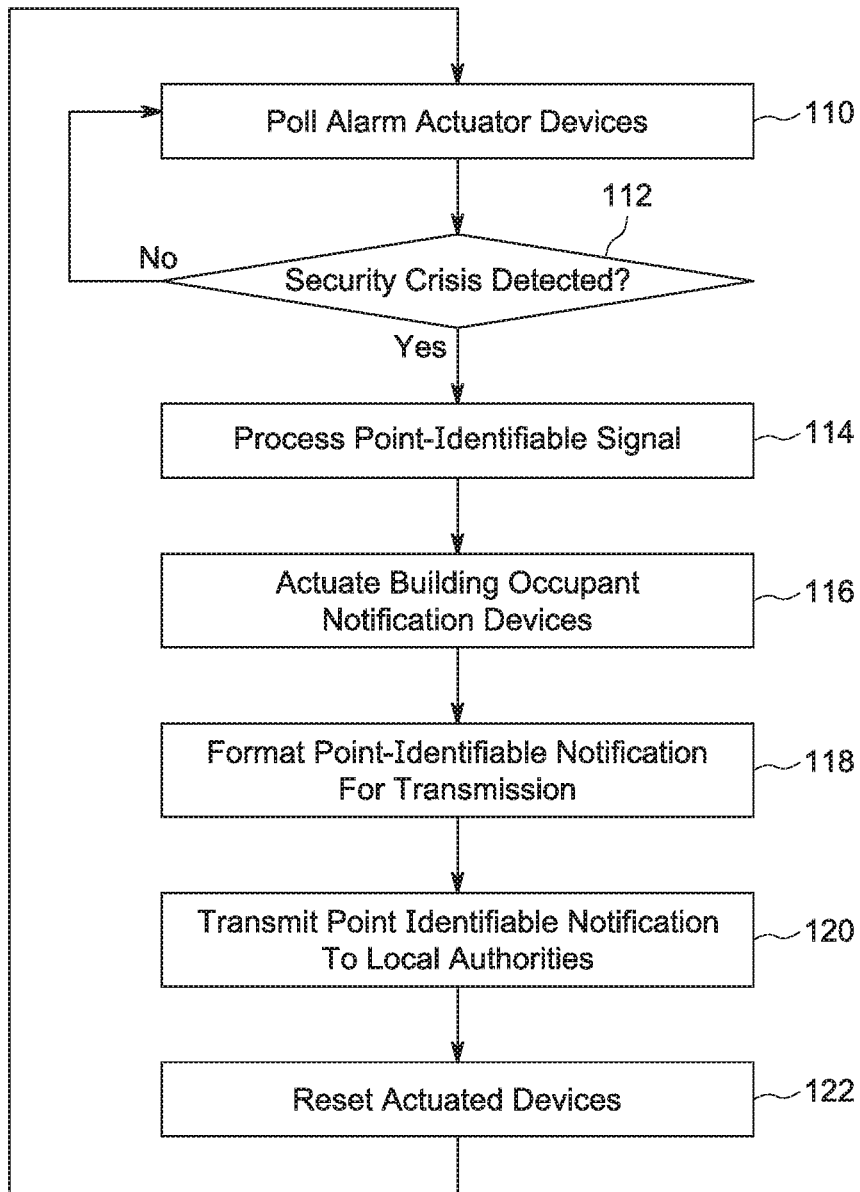 Poll Alarm Actuator Devices
110
112
No
Security Crisis Detected?
Yes
Process Point-Identifiable Signal
114
Actuate Building Occupant
Notification Devices
116
Format Point-Identifiable Notification
For Transmission
118
Transmit Point Identifiable Notification
To Local Authorities
120
Reset Actuated Devices
122